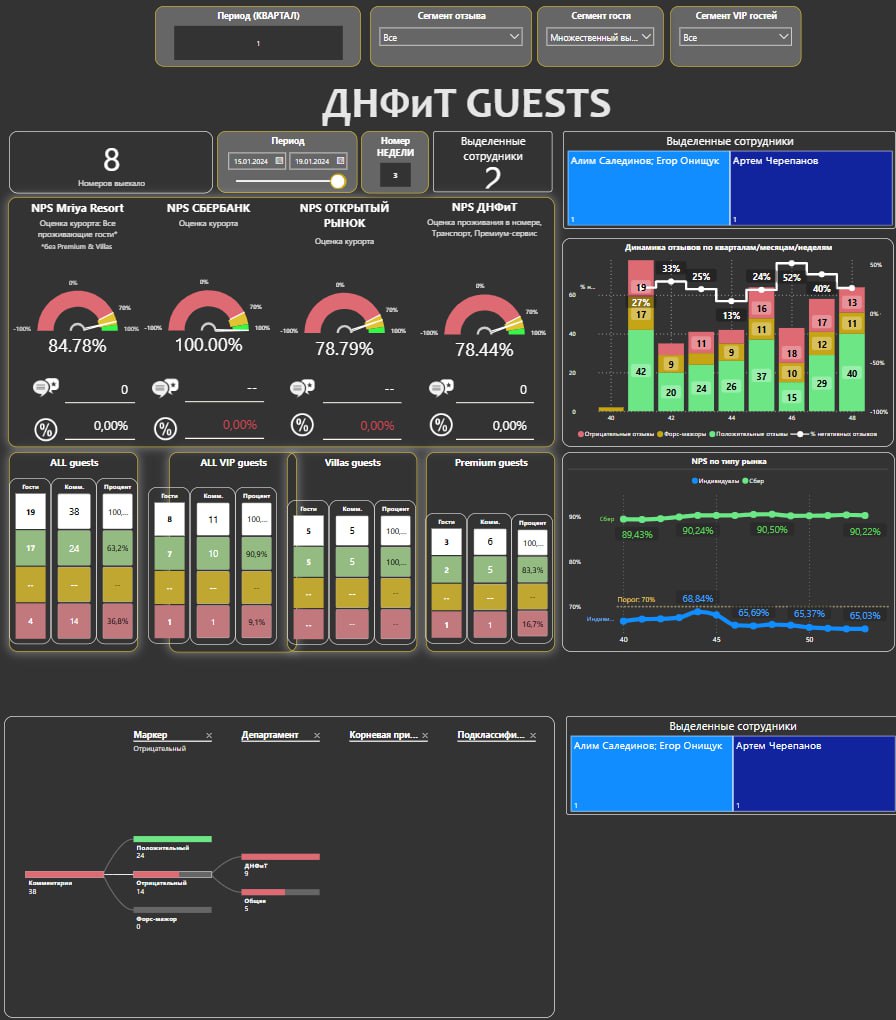 Период (КВАРТАЛ)
1
Сегмент отзыва
Все
Сегмент гостя
Множественный вы...
Сегмент VIP гостей
Все
ДНФиТ GUESTS
8
Номеров выехало
Период
15.01.2024
19.01.2024
Номер
НЕДЕЛИ
3
Выделенные
сотрудники
2
Выделенные сотрудники
Алим Салединов; Егор Онищук
1
Артем Черепанов
1
NPS Mriya Resort
Оценка курорта: Все
проживающие гости*
*без Premium & Villas
0%
70%
-100%
100%
84.78%
0
0,00%
NPS СБЕРБАНК
Оценка курорта
0%
70%
-100%
100%
100.00%
--
0,00%
NPS ОТКРЫТЫЙ
РЫНОК
Оценка курорта
0%
70%
-100%
100%
78.79%
--
0,00%
NPS ДНФиТ
Оценка проживания в номере,
Транспорт, Премиум-сервис
0%
70%
-100%
100%
78.44%
0
0,00%
Динамика отзывов по кварталам/месяцам/неделям
% н...
60
40
20
0
50%
0%
-100%
19
27%
17
42
33%
9
20
25%
11
24
13%
9
26
24%
16
11
37
52%
18
10
15
40%
17
12
29
13
11
40
40 42 44 46 48
Отрицательные отзывы Форс-мажоры Положительные отзывы % негативных отзывов
ALL guests
Гости Комм. Процент
19 38 100,...
17 24 63,2%
-- -- --
4 14 36,8%
ALL VIP guests
Гости Комм. Процент
8 11 100,...
7 10 90,9%
-- -- --
1 1 9,1%
Villas guests
Гости Комм. Процент
5 5 100,...
5 5 100,...
-- -- --
-- -- --
Premium guests
Гости Комм. Процент
3 6 100,...
2 5 83,3%
-- -- --
1 1 16,7%
NPS по типу рынка
Индивидуалы Сбер
90%
80%
70%
Сбер
89,43% 90,24% 90,50% 90,22%
Порог: 70%
Индиви...
68,84% 65,69% 65,37% 65,03%
40 45 50
Маркер
Отрицательный
Департамент
Корневая при...
Подклассифи...
Комментарии
38
Положительный
24
Отрицательный
14
Форс-мажор
0
ДНФиТ
9
Общие
5
Выделенные сотрудники
Алим Салединов; Егор Онищук
1
Артем Черепанов
1